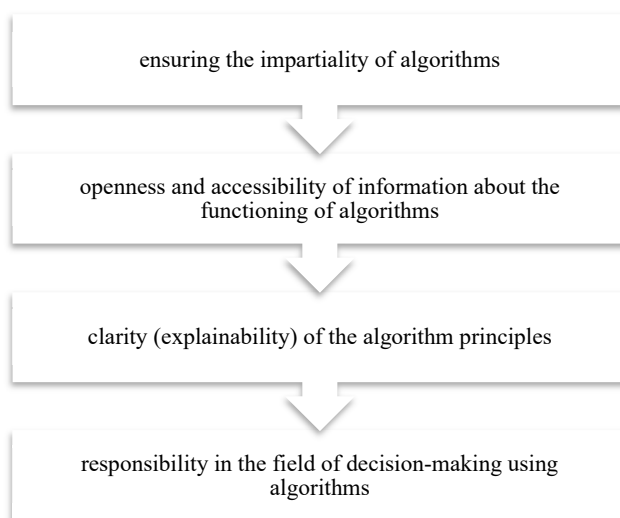 ensuring the impartiality of algorithms
openness and accessibility of information about the
functioning of algorithms
clarity (explainability) of the algorithm principles
responsibility in the field of decision-making using
algorithms